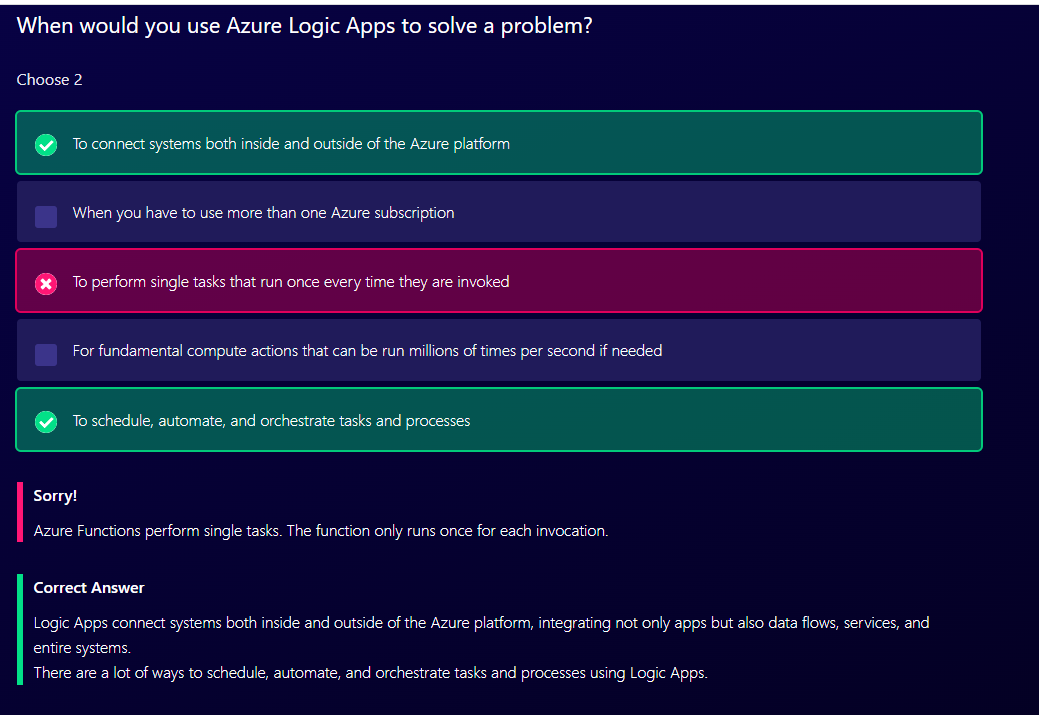 When would you use Azure Logic Apps to solve a problem?
Choose 2
To connect systems both inside and outside of the Azure platform
When you have to use more than one Azure subscription
To perform single tasks that run once every time they are invoked
For fundamental compute actions that can be run millions of times per second if needed
To schedule, automate, and orchestrate tasks and processes
Sorry!
Azure Functions perform single tasks. The function only runs once for each invocation.
Correct Answer
Logic Apps connect systems both inside and outside of the Azure platform, integrating not only apps but also data flows, services, and
entire systems.
There are a lot of ways to schedule, automate, and orchestrate tasks and processes using Logic Apps.